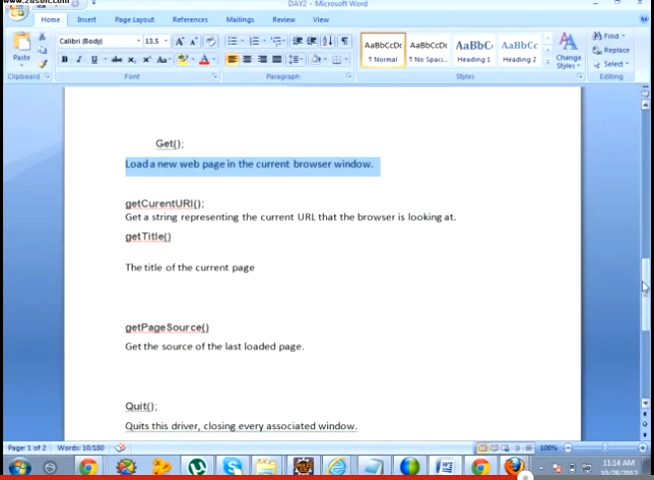 DAY2 - Microsoft Word
Home Insert Page Layout References Mailings Review View
Calibri (Body) 13.5
Paste
AaBbCcDc AaBbCcDc AaBbC AaBbCc
¶ Normal ¶ No Spaci... Heading 1 Heading 2
Change Styles
Find
Replace
Select
Clipboard Font Paragraph Styles Editing
Get();
Load a new web page in the current browser window.
getCurentURl();
Get a string representing the current URL that the browser is looking at.
getTitle()
The title of the current page
getPageSource()
Get the source of the last loaded page.
Quit();
Quits this driver, closing every associated window.
Page: 1 of 2 Words: 10/180 100%
11:14 AM